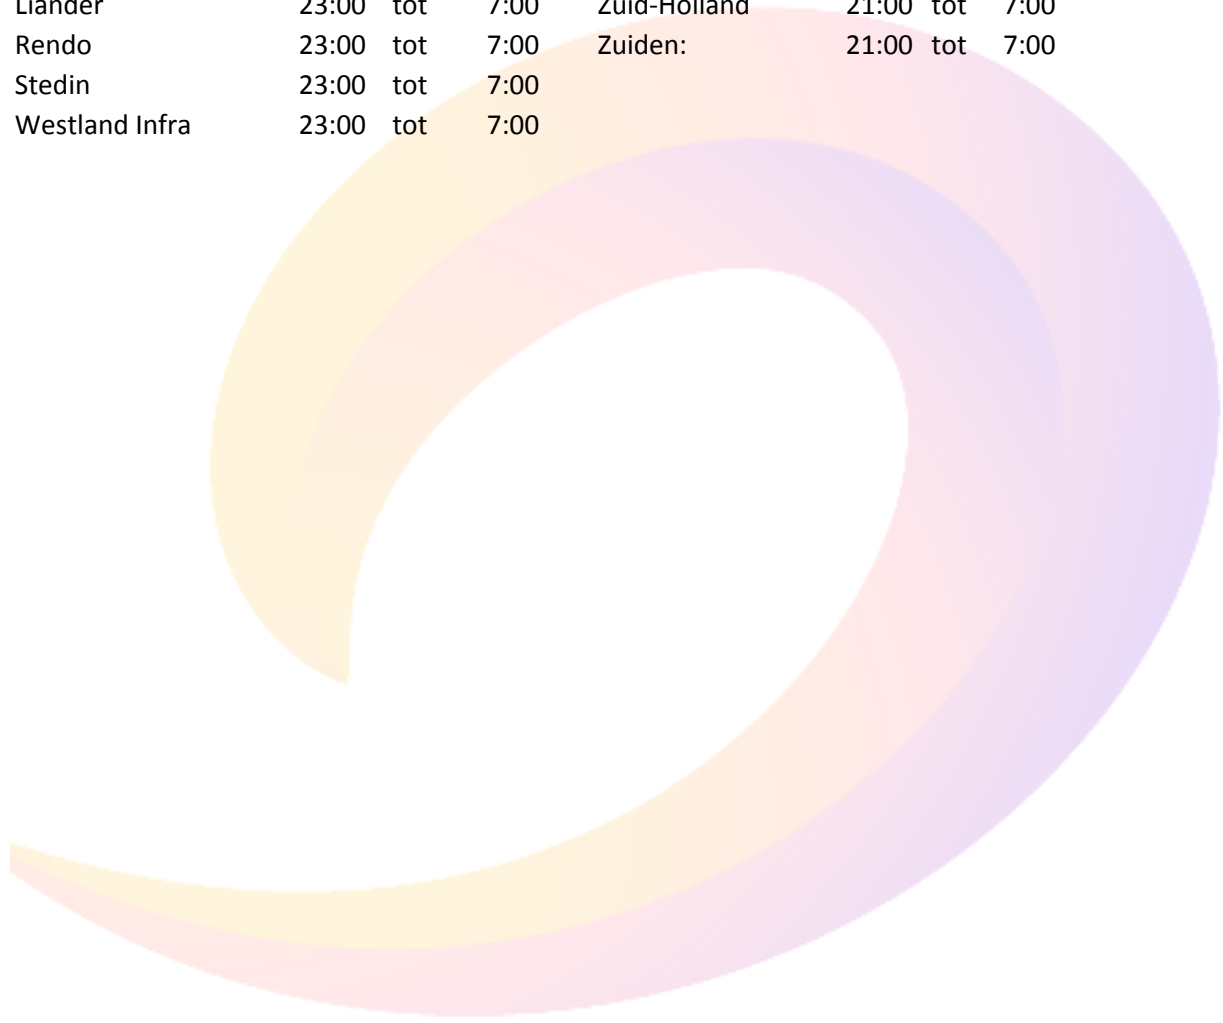 Liander 23:00 tot 7:00 Zuid-Holland 21:00 tot 7:00
Rendo 23:00 tot 7:00 Zuiden: 21:00 tot 7:00
Stedin 23:00 tot 7:00
Westland Infra 23:00 tot 7:00